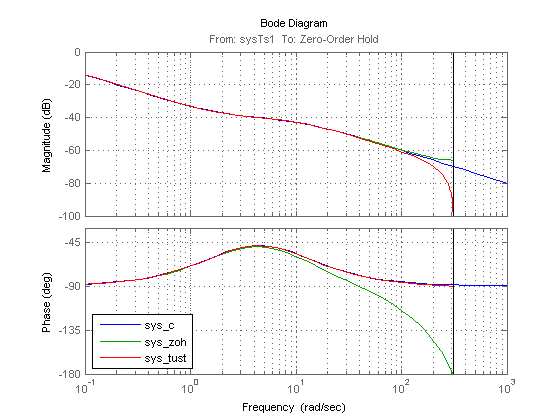 Bode Diagram
From: sysTs1 To: Zero-Order Hold
0
-20
-40
-60
-80
-100
Magnitude (dB)
-45
-90
-135
-180
Phase (deg)
sys_c
sys_zoh
sys_tust
10^-1
10^0
10^1
10^2
10^3
Frequency (rad/sec)